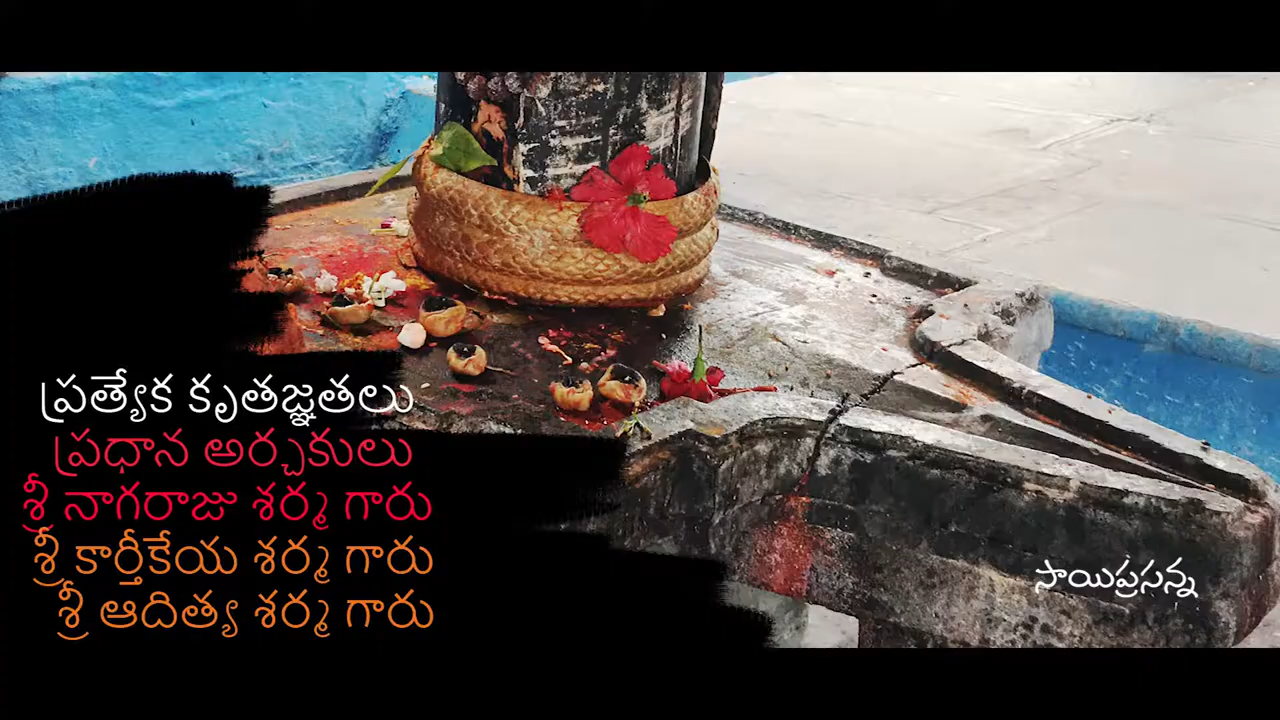 ప్రత్యేక కృతజ్ఞతలు
ప్రధాన అర్చకులు
శ్రీ నాగరాజు శర్మ గారు
శ్రీ కార్తీకేయ శర్మ గారు
శ్రీ ఆదిత్య శర్మ గారు
సాయిప్రసన్న